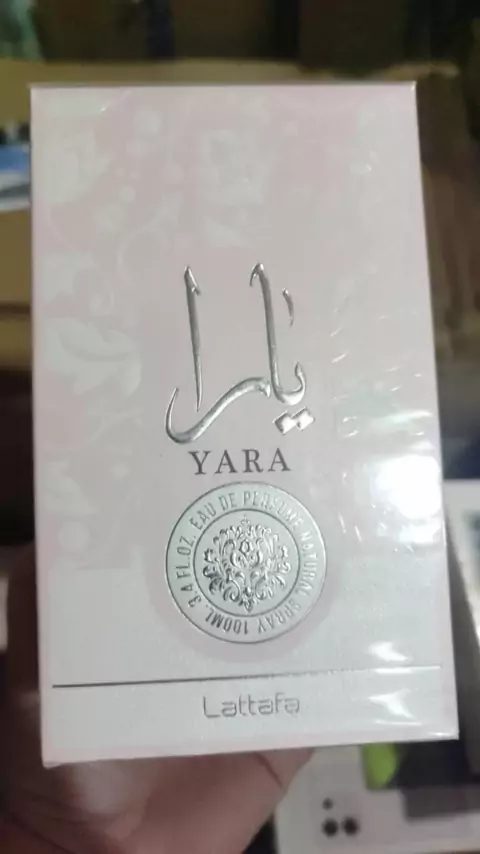 يارا
YARA
EAU DE PERFUME NATURAL SPRAY 100ML. 3.4 FL.OZ.
Lattafa